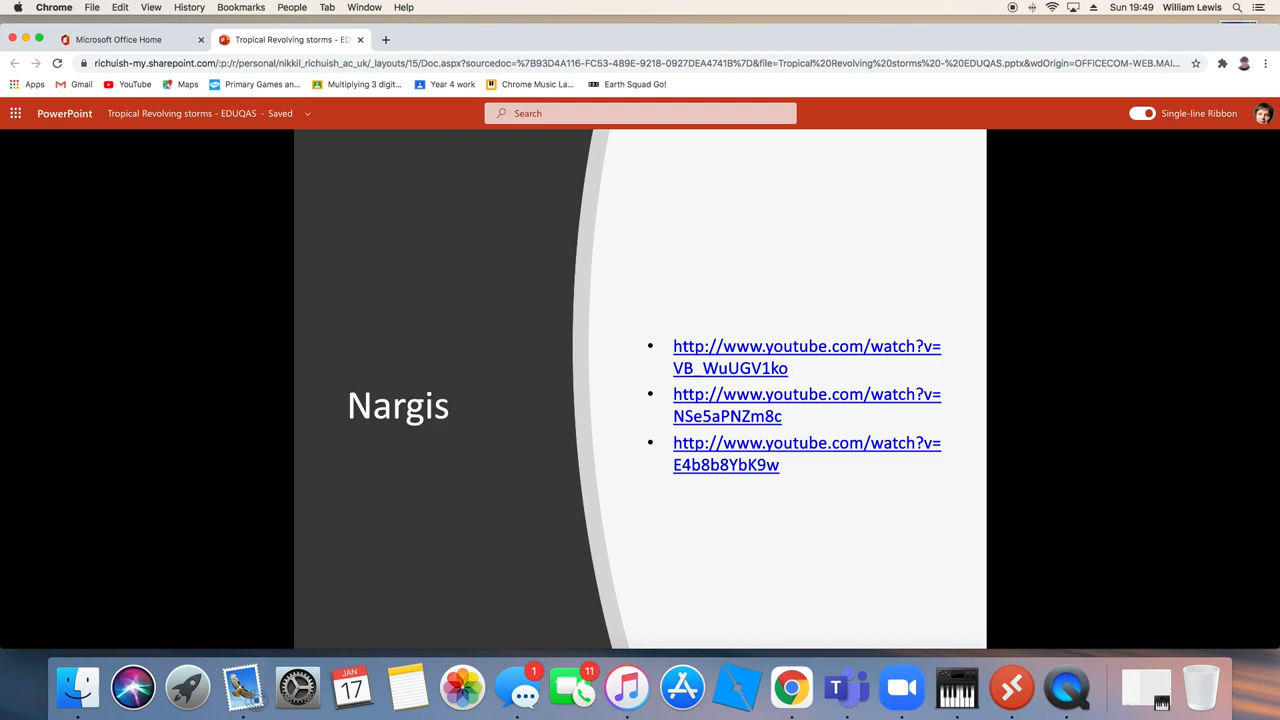 Chrome File Edit View History Bookmarks People Tab Window Help Sun 19:49 William Lewis
Microsoft Office Home Tropical Revolving storms - ED
richuish-my.sharepoint.com/:p:/r/personal/nikkil_richuish_ac_uk/_layouts/15/Doc.aspx?sourcedoc=%7B93D4A116-FC53-489E-9218-0927DEA4741B%7D&file=Tropical%20Revolving%20storms%20-%20EDUQAS.pptx&wdOrigin=OFFICECOM-WEB.MAI...
Apps Gmail YouTube Maps Primary Games an... Multiplying 3 digit... Year 4 work Chrome Music La... Earth Squad Go!
PowerPoint Tropical Revolving storms - EDUQAS - Saved Search Single-line Ribbon
Nargis
• http://www.youtube.com/watch?v=
VB_WuUGV1ko
• http://www.youtube.com/watch?v=
NSe5aPNZm8c
• http://www.youtube.com/watch?v=
E4b8b8YbK9w
JAN
17
1
11